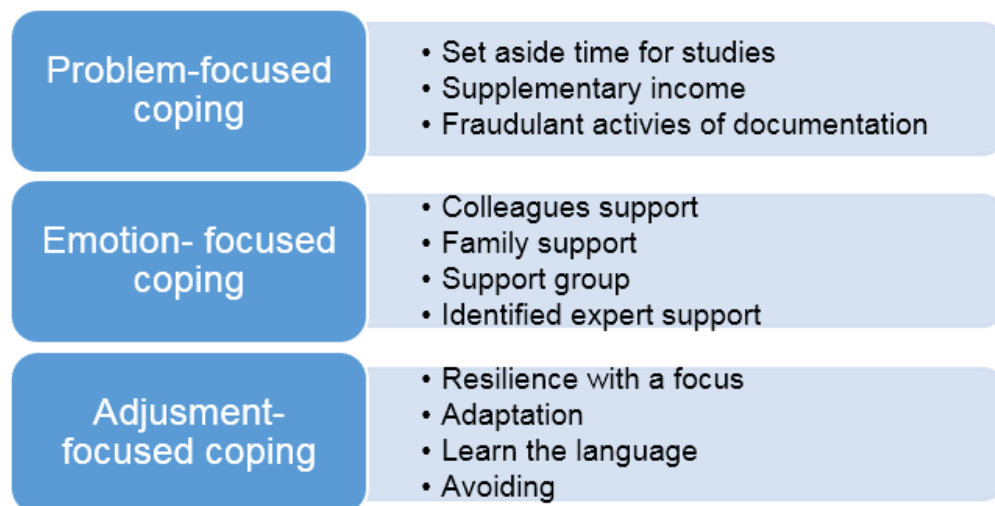 Problem-focused
coping
• Set aside time for studies
• Supplementary income
• Fraudulant activies of documentation
Emotion- focused
coping
• Colleagues support
• Family support
• Support group
• Identified expert support
Adjusment-
focused coping
• Resilience with a focus
• Adaptation
• Learn the language
• Avoiding